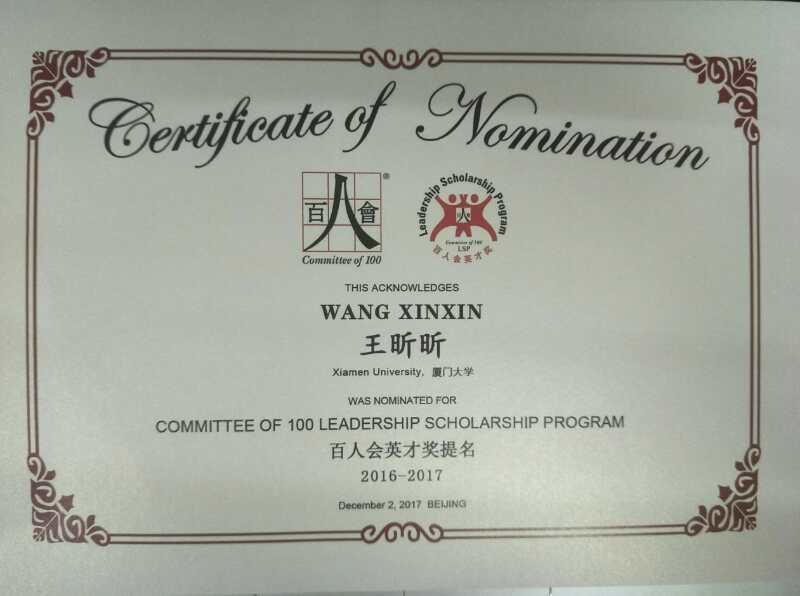 Certificate of Nomination
百人會
®
Committee of 100
Leadership Scholarship Program
人
Committee of 100
LSP
百人会英才奖
THIS ACKNOWLEDGES
WANG XINXIN
王昕昕
Xiamen University, 厦门大学
WAS NOMINATED FOR
COMMITTEE OF 100 LEADERSHIP SCHOLARSHIP PROGRAM
百人会英才奖提名
2016-2017
December 2, 2017 BEIJING